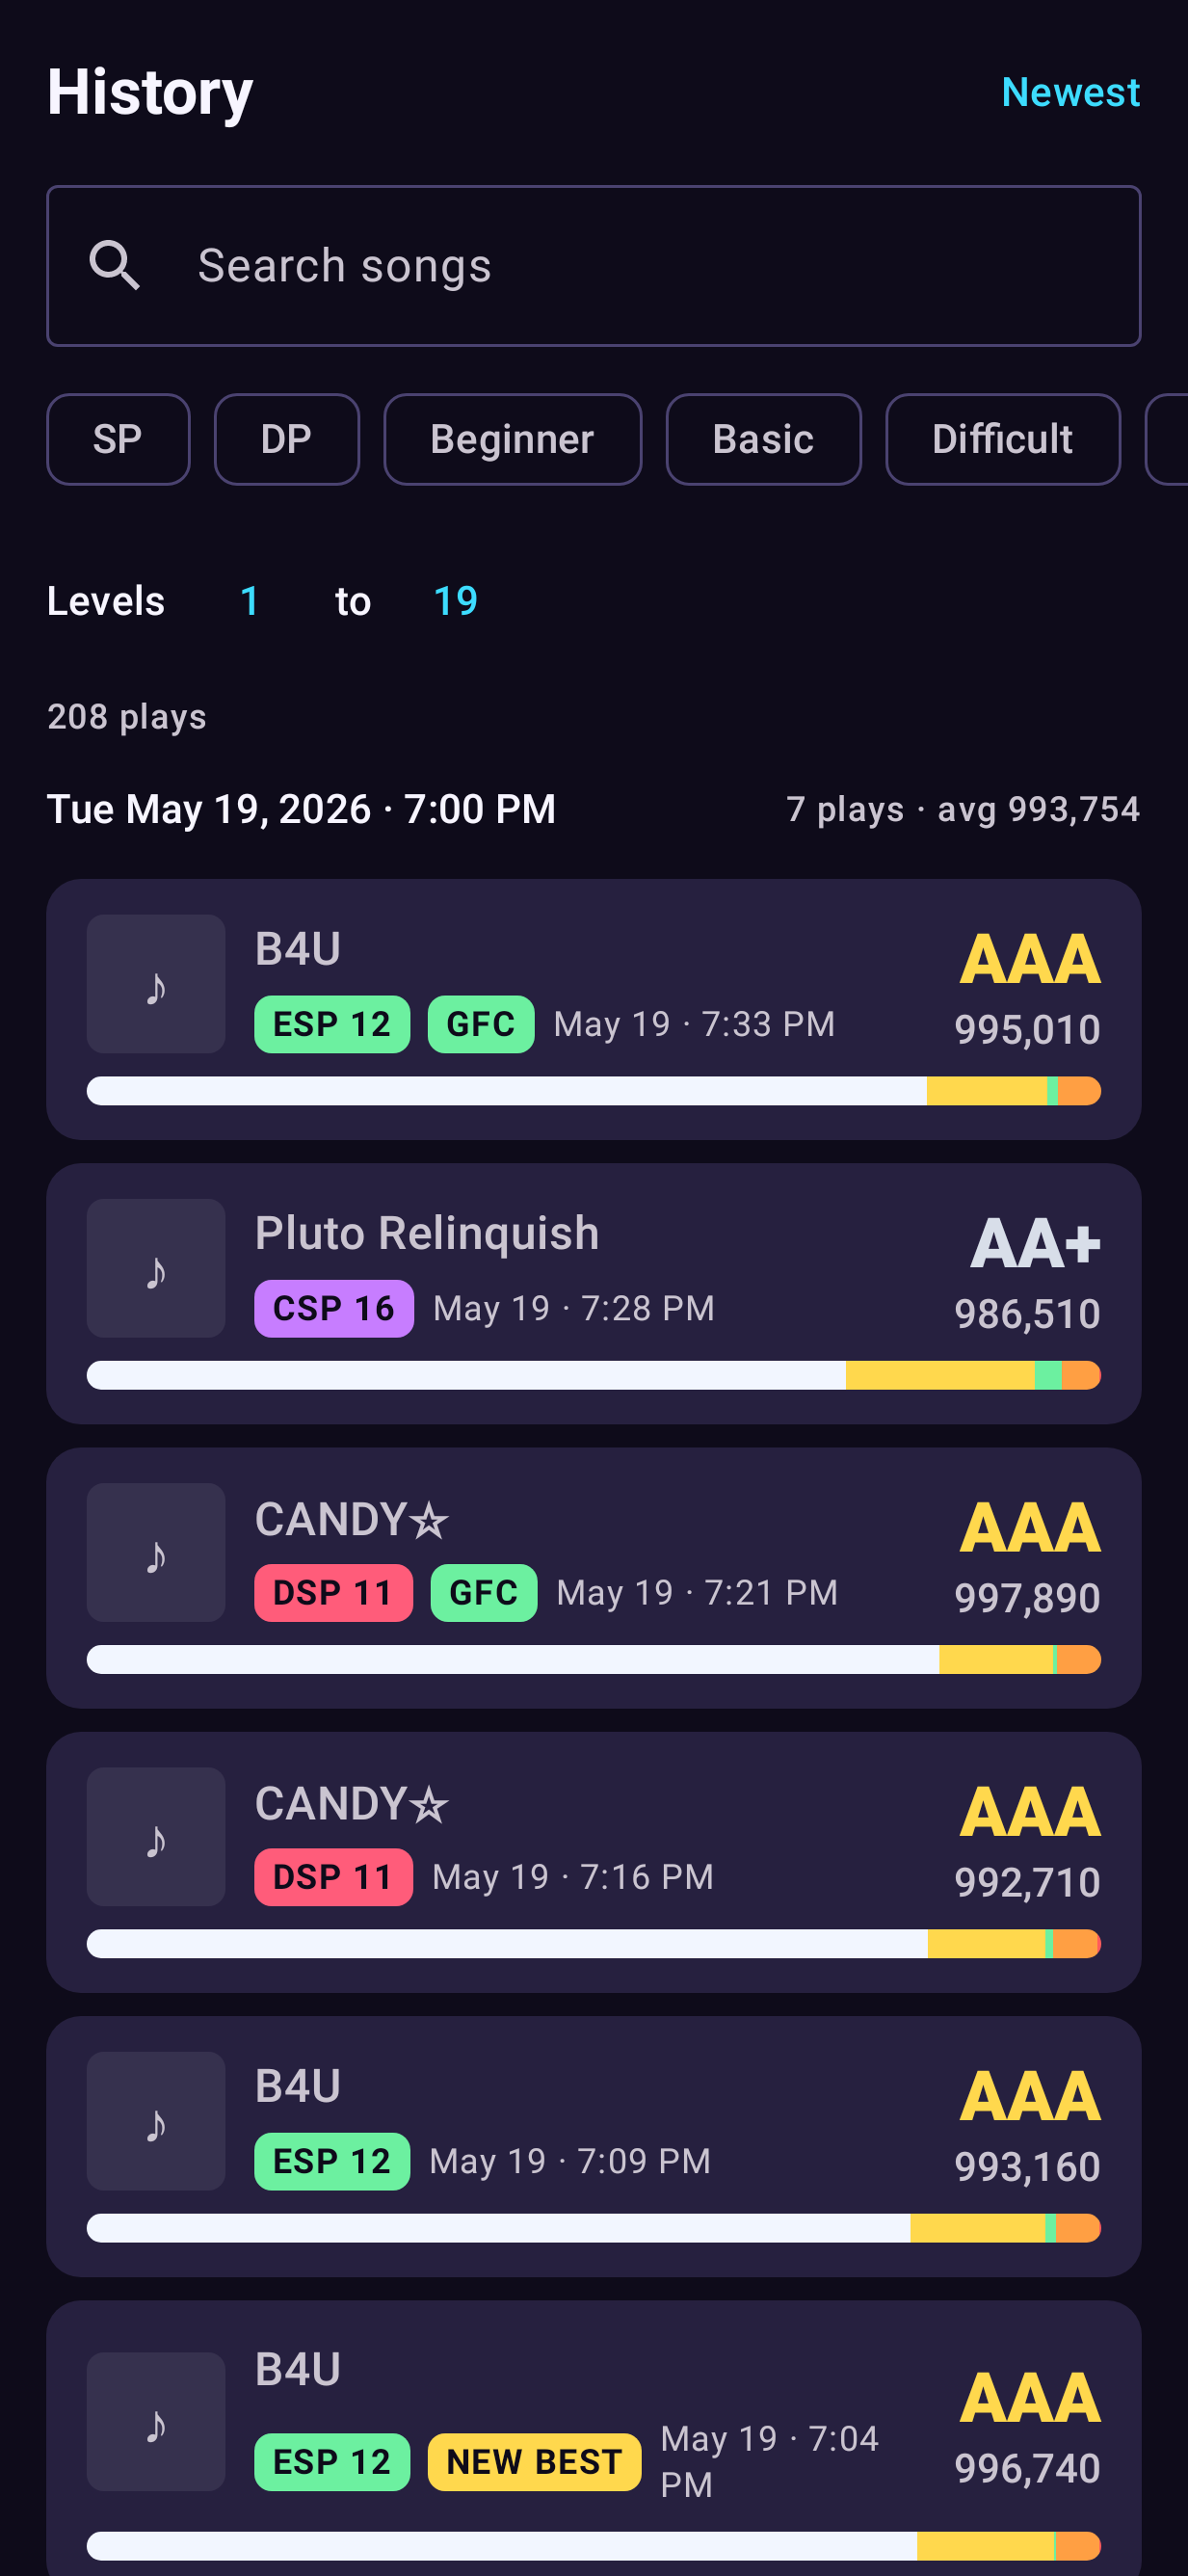 History
Newest
Search songs
SP
DP
Beginner
Basic
Difficult
Levels 1 to 19
208 plays
Tue May 19, 2026 · 7:00 PM
7 plays · avg 993,754
B4U
AAA
ESP 12 GFC May 19 · 7:33 PM
995,010
Pluto Relinquish
AA+
CSP 16 May 19 · 7:28 PM
986,510
CANDY☆
AAA
DSP 11 GFC May 19 · 7:21 PM
997,890
CANDY☆
AAA
DSP 11 May 19 · 7:16 PM
992,710
B4U
AAA
ESP 12 May 19 · 7:09 PM
993,160
B4U
AAA
ESP 12 NEW BEST May 19 · 7:04
PM
996,740